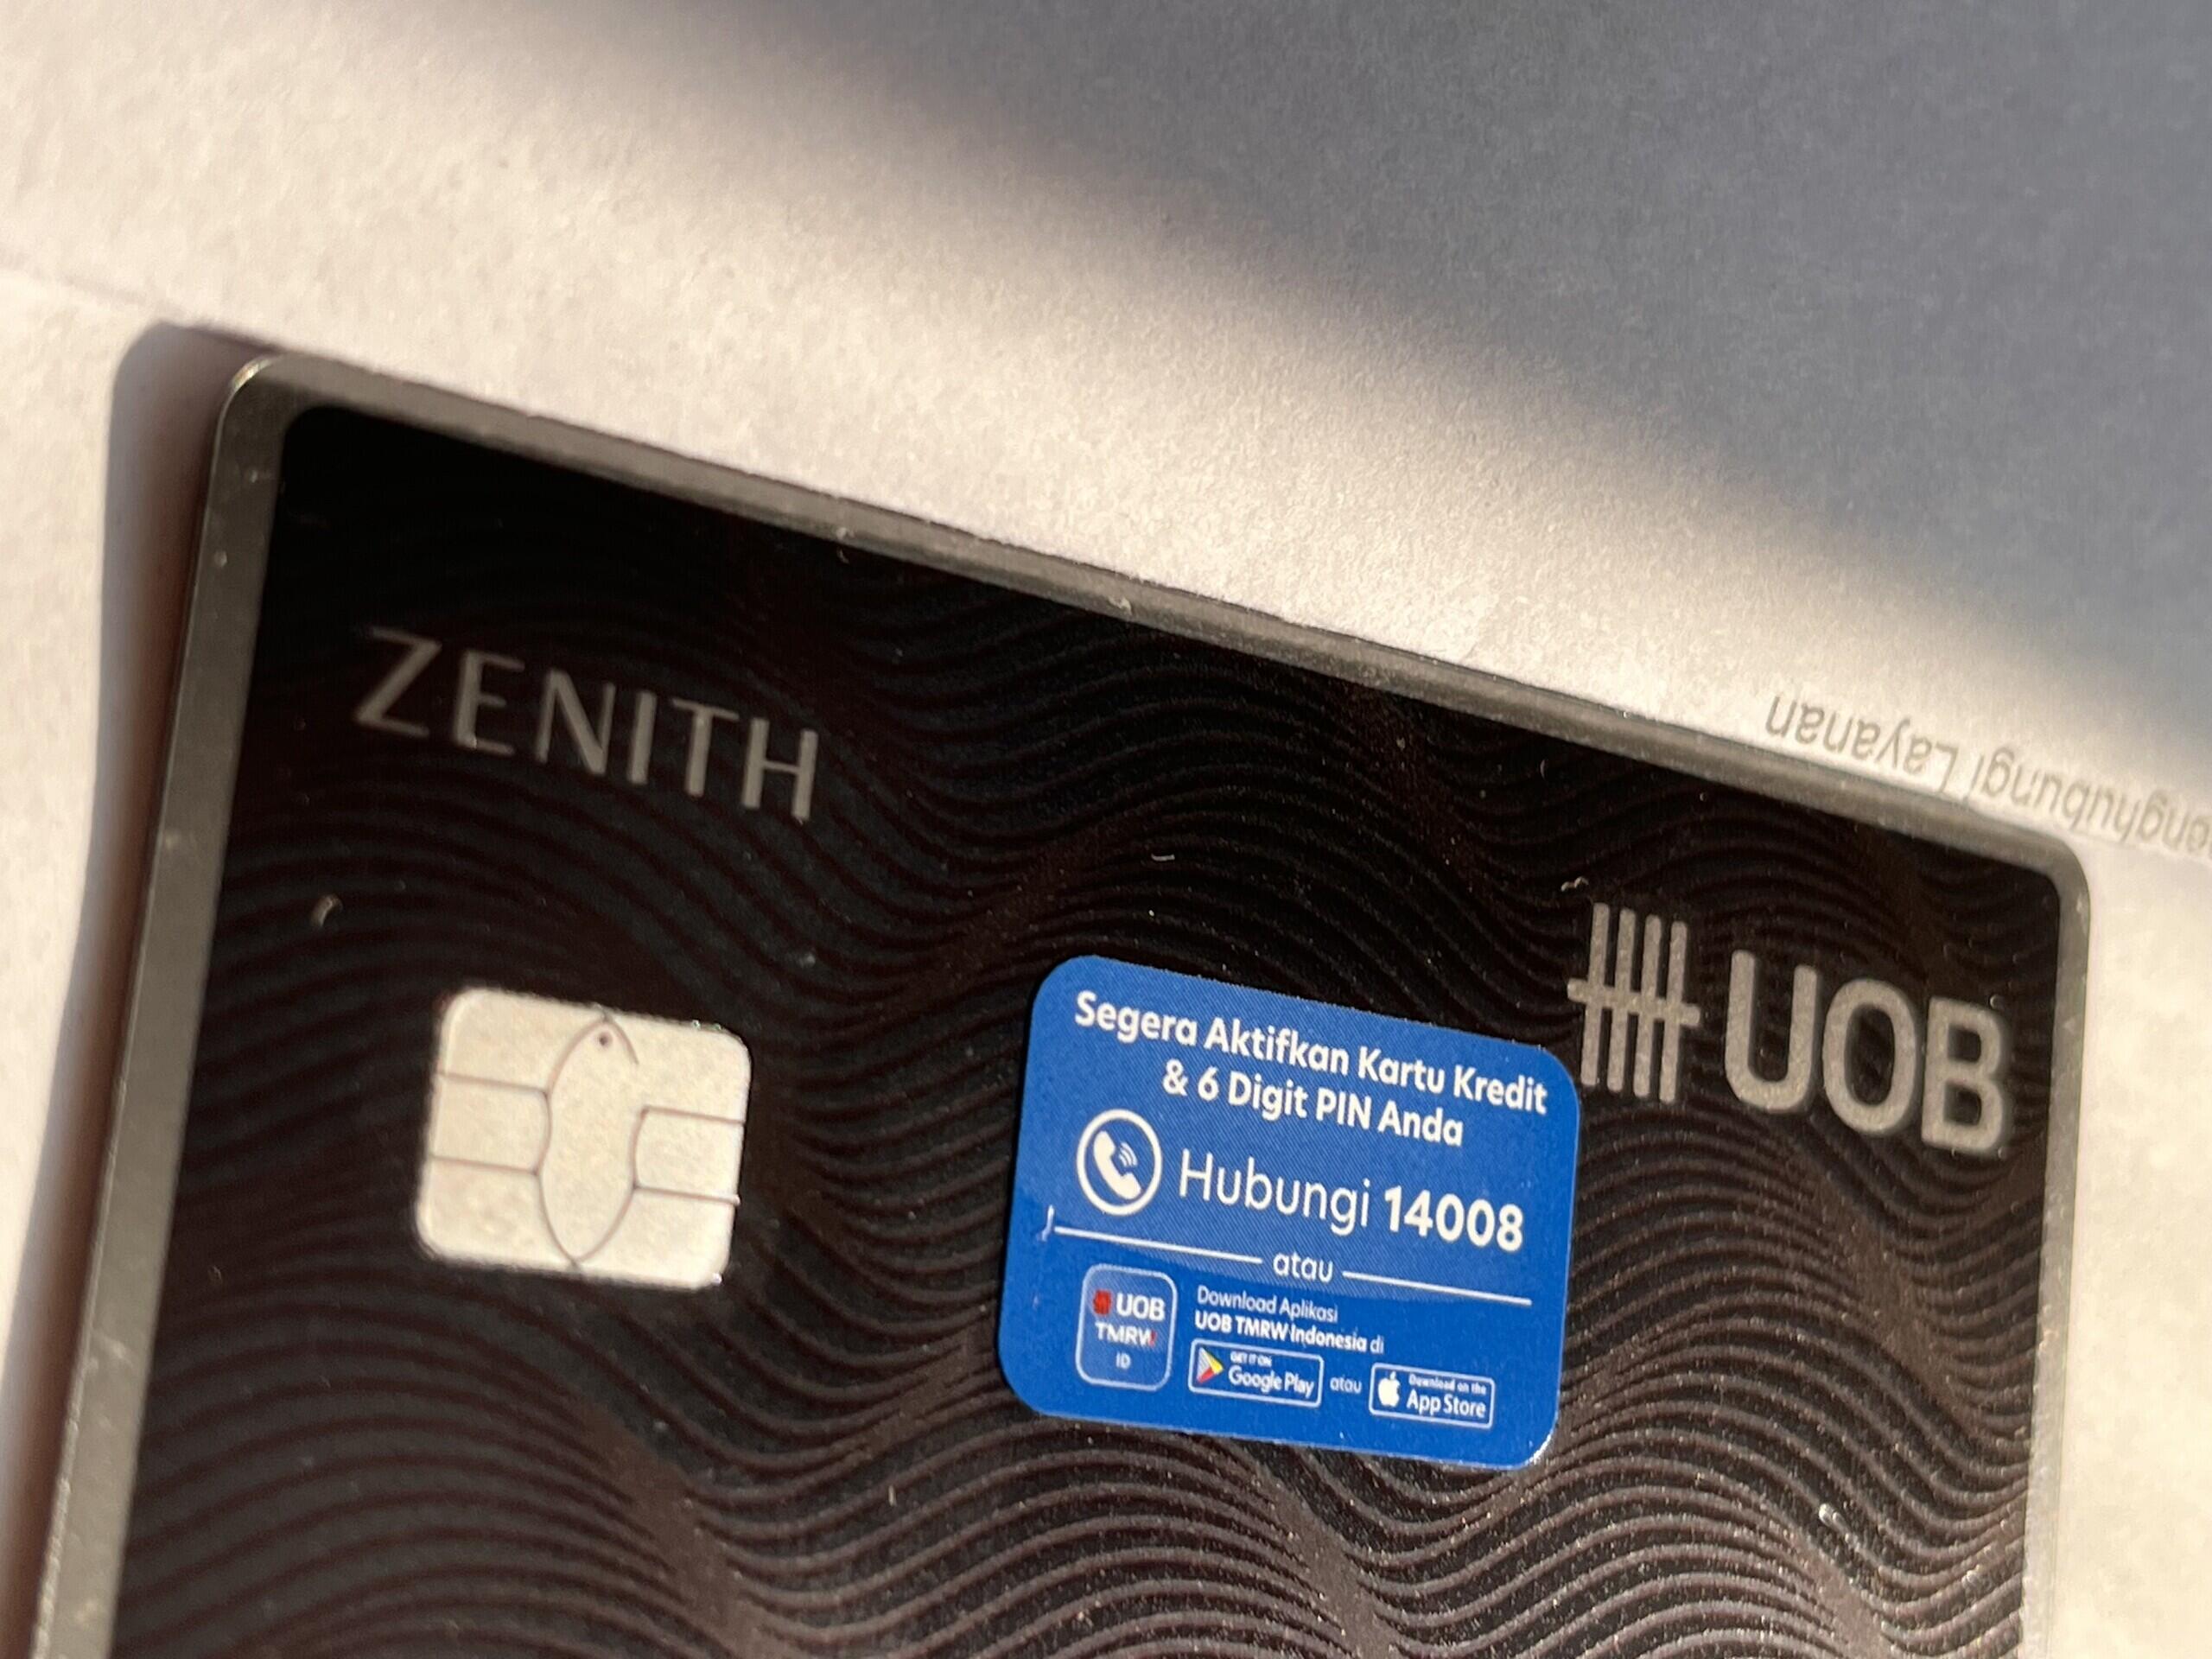 ZENITH
UOB
Segera Aktifkan Kartu Kredit
& 6 Digit PIN Anda
Hubungi 14008
atau
UOB
TMRW
ID
Download Aplikasi
UOB TMRW Indonesia di
GET IT ON
Google Play
atau
Download on the
App Store
Layanan